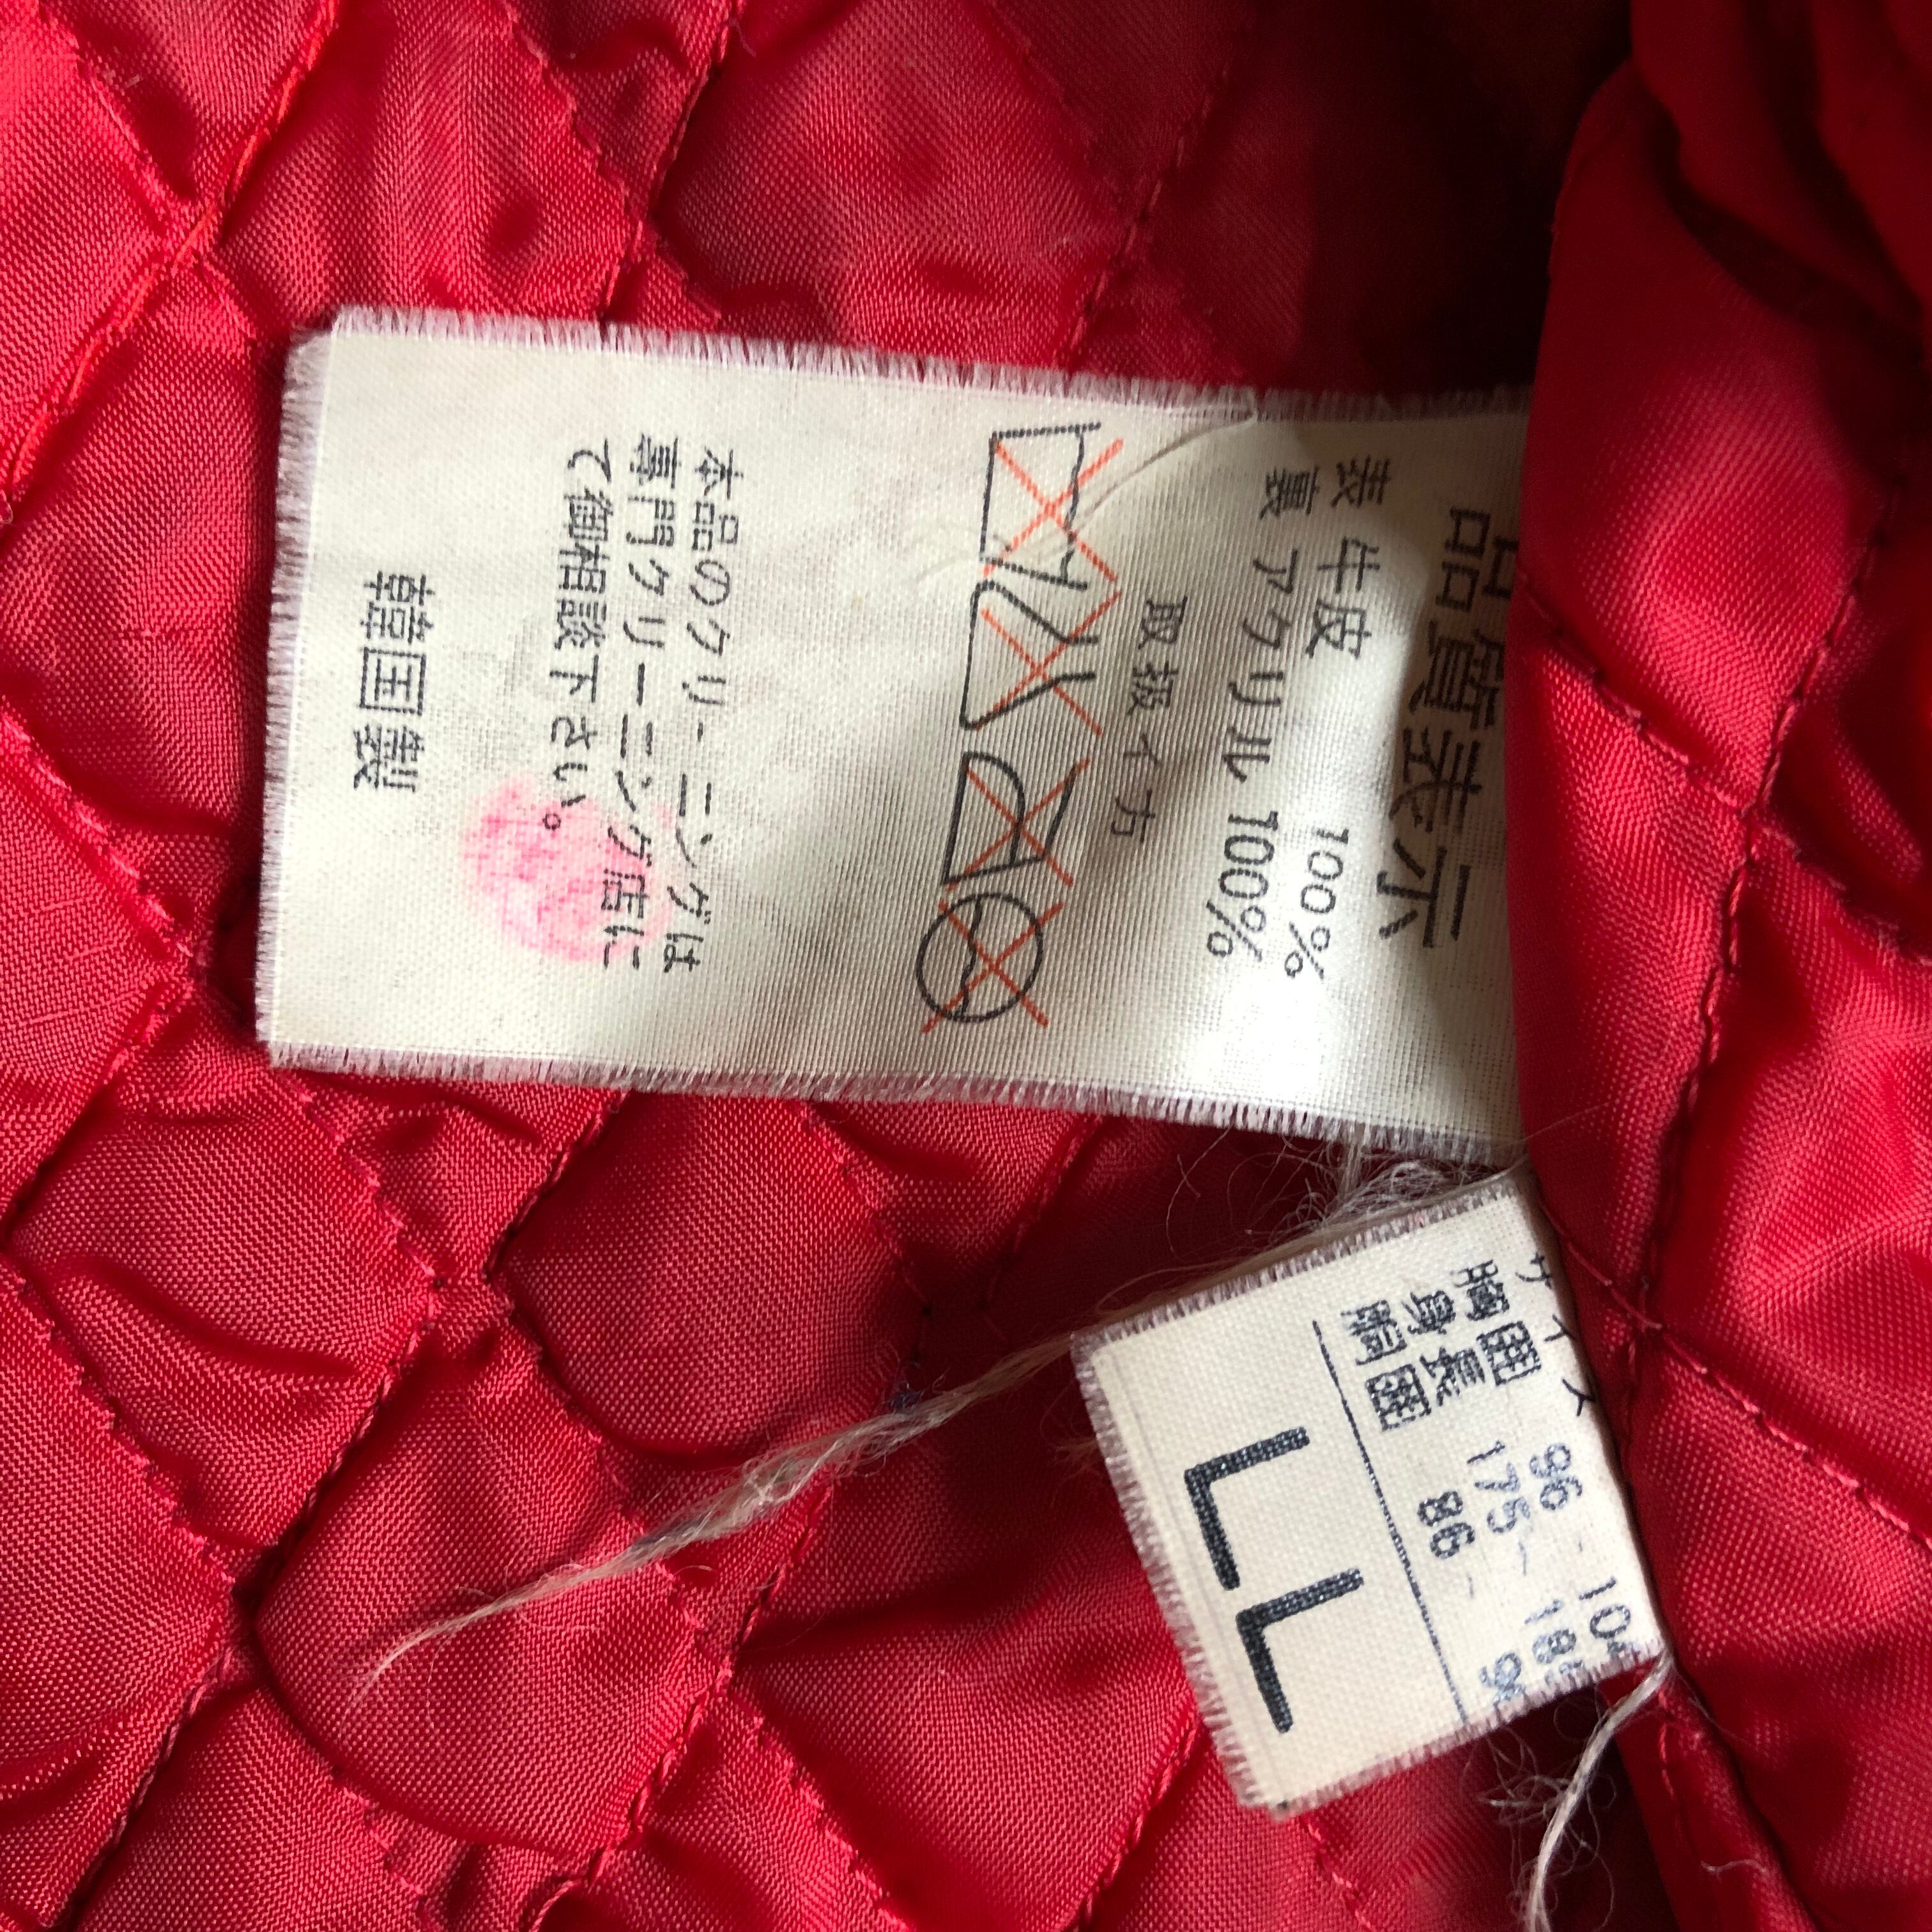 品質表示
表 牛皮 100%
裏 アクリル 100%
取扱イ方
本品のクリーニングは
専門クリーニング店に
て御相談下さい。
韓国製
サイズ
胸囲 96 - 104
身長 175 -
胴囲 86 -
LL